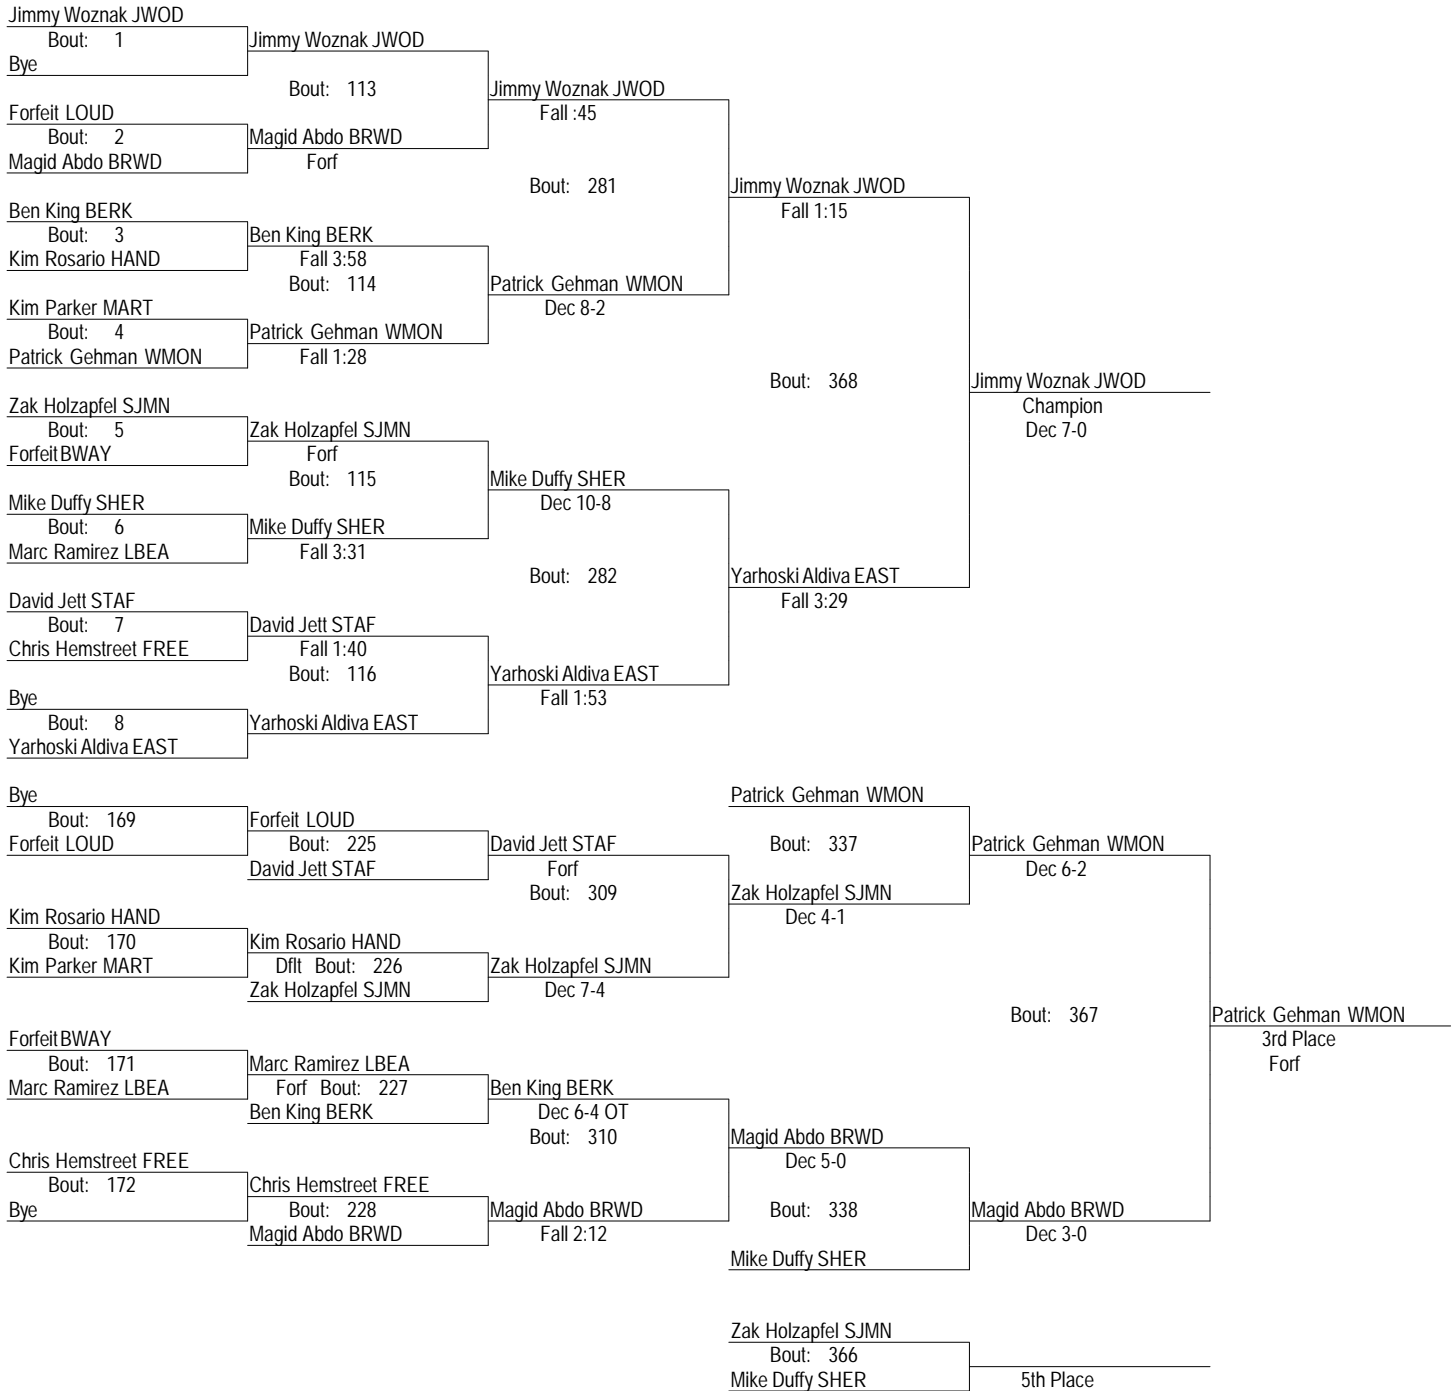 Jimmy Woznak JWOD
Bout: 1
Bye
Jimmy Woznak JWOD
Bout: 113
Forfeit LOUD
Bout: 2
Magid Abdo BRWD
Magid Abdo BRWD
Forf
Jimmy Woznak JWOD
Fall :45
Bout: 281
Ben King BERK
Bout: 3
Kim Rosario HAND
Ben King BERK
Fall 3:58
Bout: 114
Kim Parker MART
Bout: 4
Patrick Gehman WMON
Patrick Gehman WMON
Fall 1:28
Patrick Gehman WMON
Dec 8-2
Jimmy Woznak JWOD
Fall 1:15
Bout: 368
Zak Holzapfel SJMN
Bout: 5
Forfeit BWAY
Zak Holzapfel SJMN
Forf
Bout: 115
Mike Duffy SHER
Bout: 6
Marc Ramirez LBEA
Mike Duffy SHER
Fall 3:31
Mike Duffy SHER
Dec 10-8
Bout: 282
David Jett STAF
Bout: 7
Chris Hemstreet FREE
David Jett STAF
Fall 1:40
Bout: 116
Bye
Bout: 8
Yarhoski Aldiva EAST
Yarhoski Aldiva EAST
Yarhoski Aldiva EAST
Fall 1:53
Yarhoski Aldiva EAST
Fall 3:29
Jimmy Woznak JWOD
Champion
Dec 7-0
Bye
Bout: 169
Forfeit LOUD
Forfeit LOUD
Bout: 225
David Jett STAF
David Jett STAF
Forf
Bout: 309
Kim Rosario HAND
Bout: 170
Kim Parker MART
Kim Rosario HAND
Dflt Bout: 226
Zak Holzapfel SJMN
Zak Holzapfel SJMN
Dec 7-4
Patrick Gehman WMON
Bout: 337
Zak Holzapfel SJMN
Dec 4-1
Patrick Gehman WMON
Dec 6-2
Bout: 367
Forfeit BWAY
Bout: 171
Marc Ramirez LBEA
Marc Ramirez LBEA
Forf Bout: 227
Ben King BERK
Ben King BERK
Dec 6-4 OT
Bout: 310
Chris Hemstreet FREE
Bout: 172
Bye
Chris Hemstreet FREE
Bout: 228
Magid Abdo BRWD
Magid Abdo BRWD
Fall 2:12
Magid Abdo BRWD
Dec 5-0
Bout: 338
Mike Duffy SHER
Magid Abdo BRWD
Dec 3-0
Patrick Gehman WMON
3rd Place
Forf
Zak Holzapfel SJMN
Bout: 366
Mike Duffy SHER
5th Place